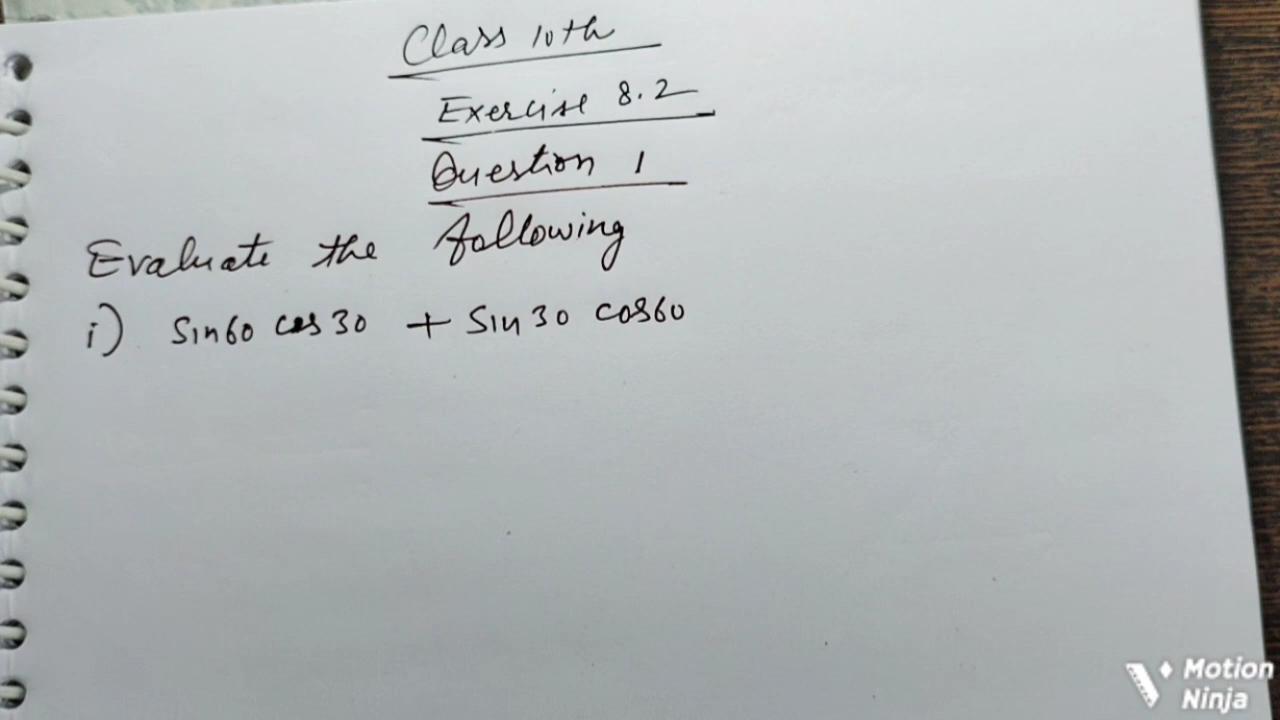 Class 10th
Exercise 8.2
Question 1
Evaluate the following
i) Sin60 cos30 + Sin30 cos60
Motion
Ninja